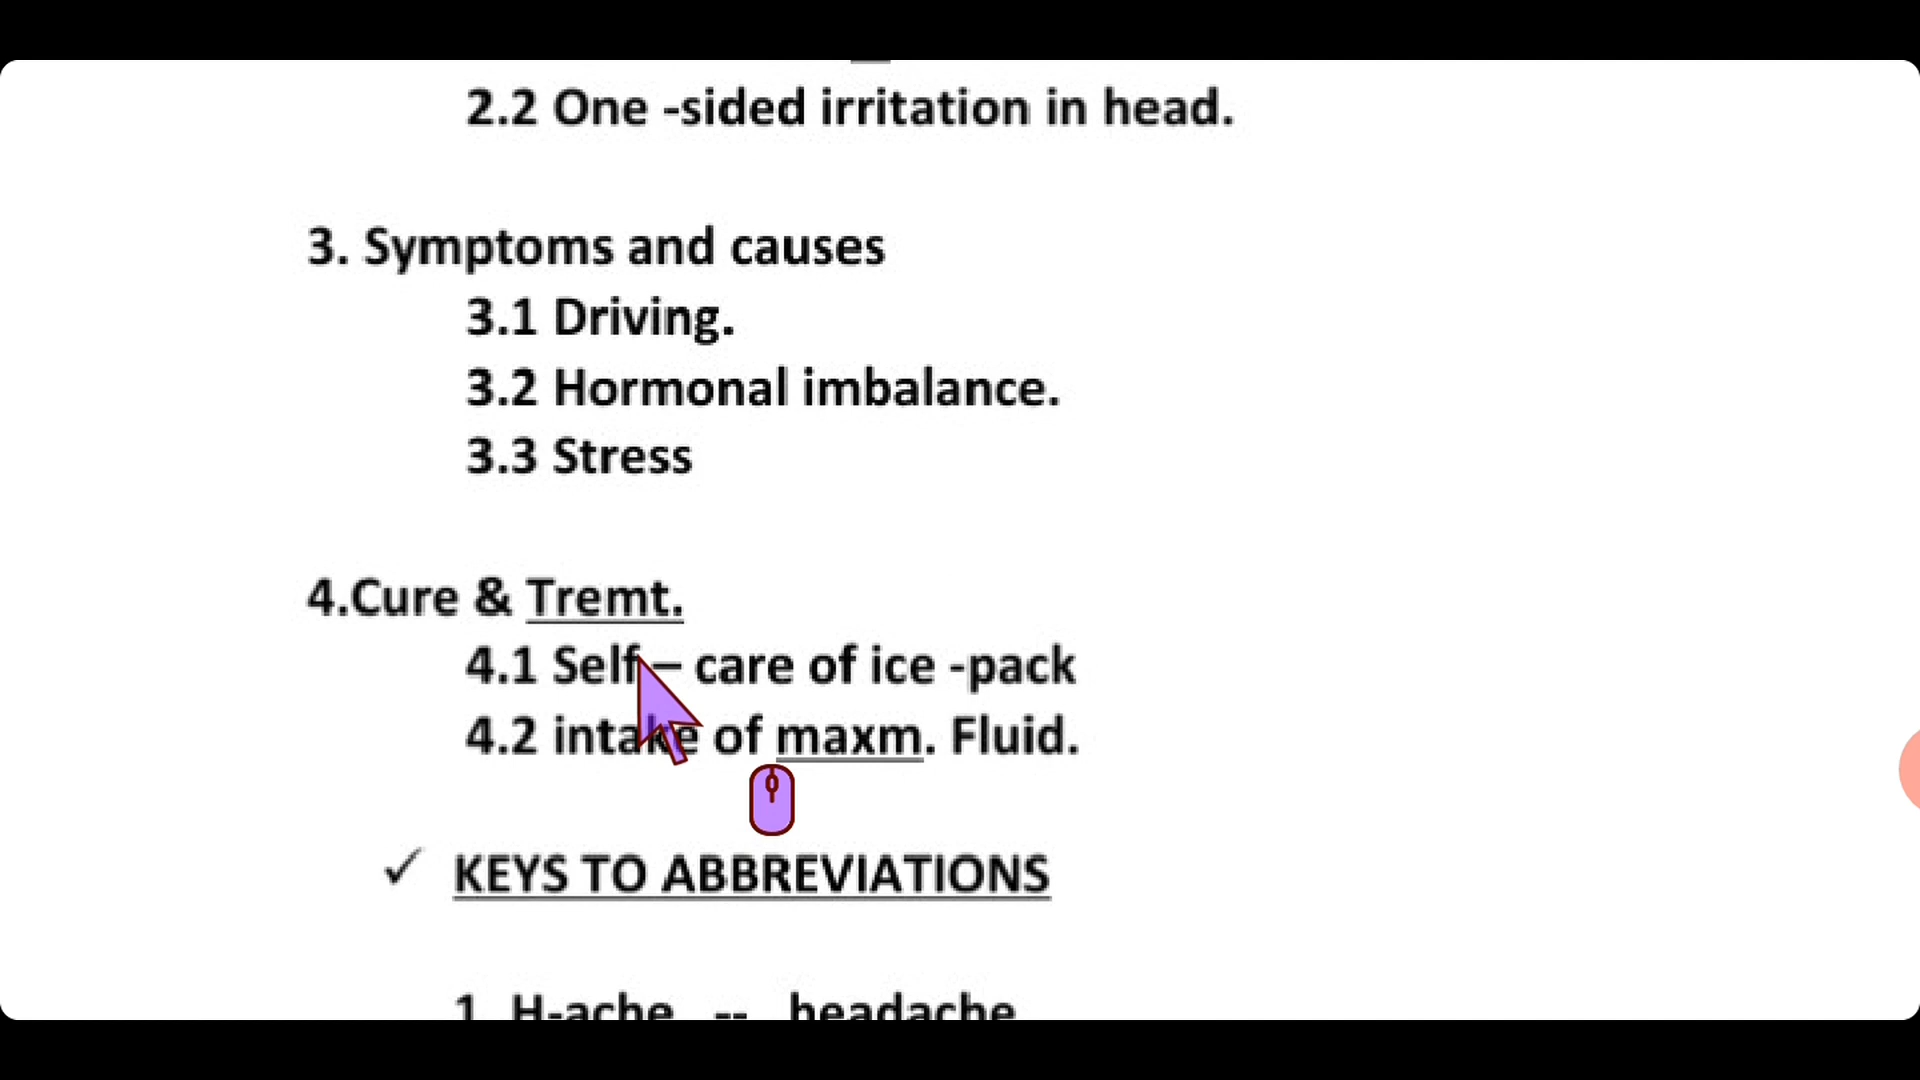 2.2 One -sided irritation in head.
3. Symptoms and causes
3.1 Driving.
3.2 Hormonal imbalance.
3.3 Stress
4.Cure & Tremt.
4.1 Self – care of ice -pack
4.2 intake of maxm. Fluid.
✓ KEYS TO ABBREVIATIONS
1. H-ache -- headache